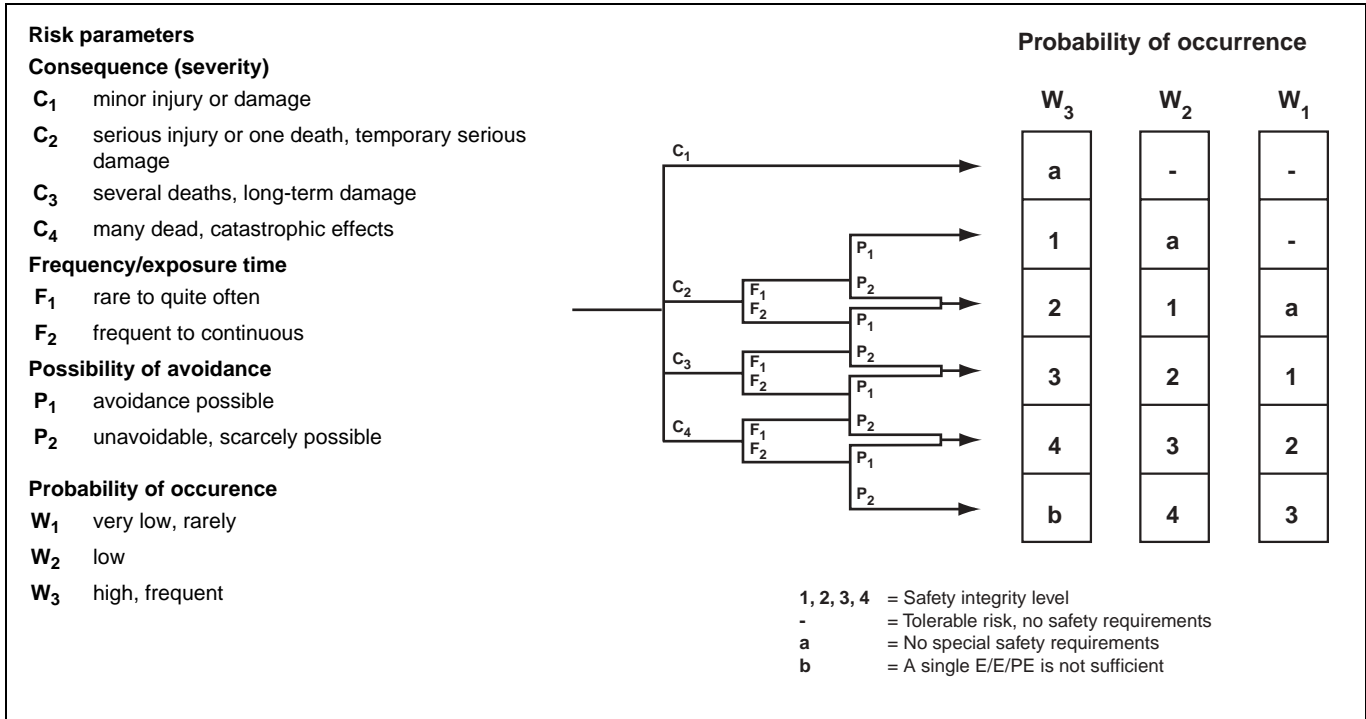 Risk parameters
Consequence (severity)
C1 minor injury or damage
C2 serious injury or one death, temporary serious
damage
C3 several deaths, long-term damage
C4 many dead, catastrophic effects
Frequency/exposure time
F1 rare to quite often
F2 frequent to continuous
Possibility of avoidance
P1 avoidance possible
P2 unavoidable, scarcely possible
Probability of occurence
W1 very low, rarely
W2 low
W3 high, frequent
C1
C2
C3
C4
F1
F2
F1
F2
F1
F2
P1
P2
P1
P2
P1
P2
P1
P2
Probability of occurrence
W3 W2 W1
a - -
1 a -
2 1 a
3 2 1
4 3 2
b 4 3
1, 2, 3, 4 = Safety integrity level
- = Tolerable risk, no safety requirements
a = No special safety requirements
b = A single E/E/PE is not sufficient